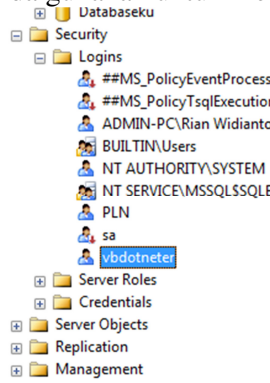 Databaseku
Security
Logins
##MS_PolicyEventProcess
##MS_PolicyTsqlExecution
ADMIN-PC\Rian Widianto
BUILTIN\Users
NT AUTHORITY\SYSTEM
NT SERVICE\MSSQL$SQLE
PLN
sa
vbdotneter
Server Roles
Credentials
Server Objects
Replication
Management